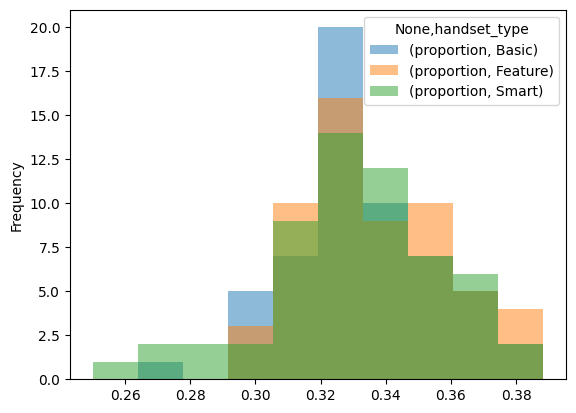 None,handset_type
(proportion, Basic)
(proportion, Feature)
(proportion, Smart)
Frequency
20.0
17.5
15.0
12.5
10.0
7.5
5.0
2.5
0.0
0.26 0.28 0.30 0.32 0.34 0.36 0.38